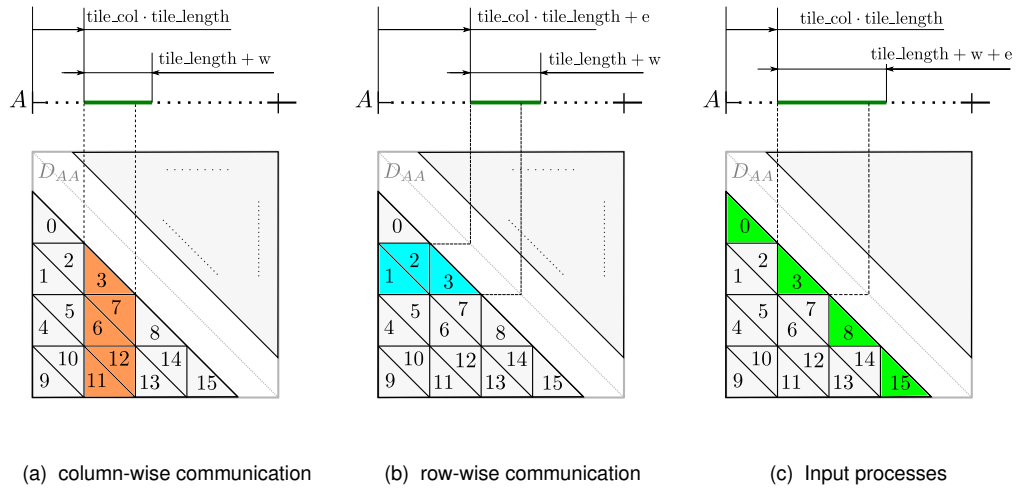 tile_col · tile_length
tile_length + w
A
D_AA
0
1 2 3
4 5 6 7 8
9 10 11 12 13 14 15
(a) column-wise communication
tile_col · tile_length + e
tile_length + w
A
D_AA
0
1 2 3
4 5 6 7 8
9 10 11 12 13 14 15
(b) row-wise communication
tile_col · tile_length
tile_length + w + e
A
D_AA
0
1 2 3
4 5 6 7 8
9 10 11 12 13 14 15
(c) Input processes